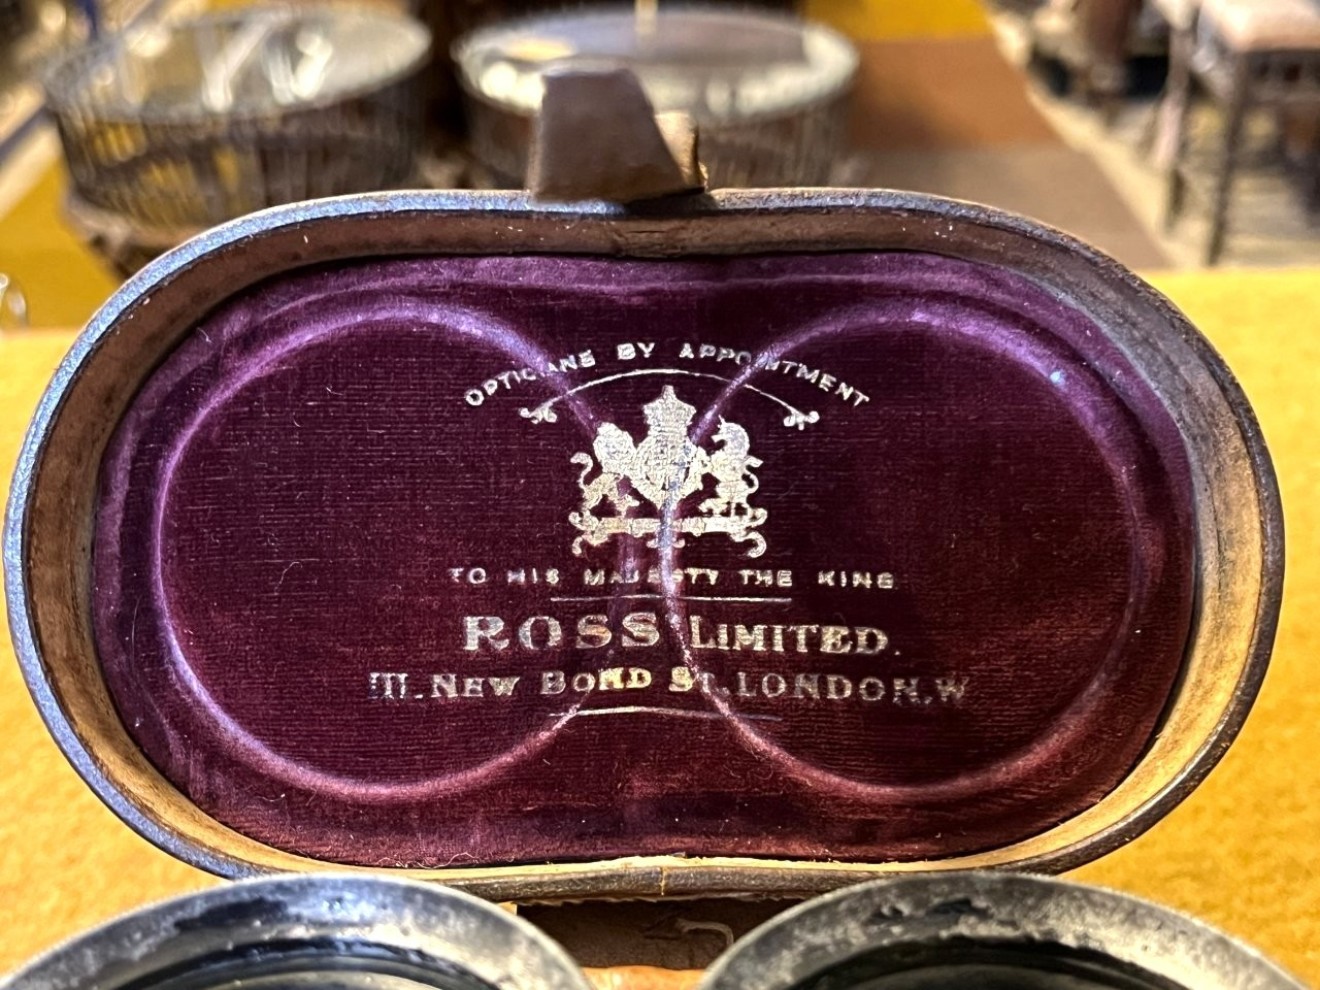 OPTICIANS BY APPOINTMENT
TO HIS MAJESTY THE KING
ROSS LIMITED.
111. NEW BOND ST. LONDON. W